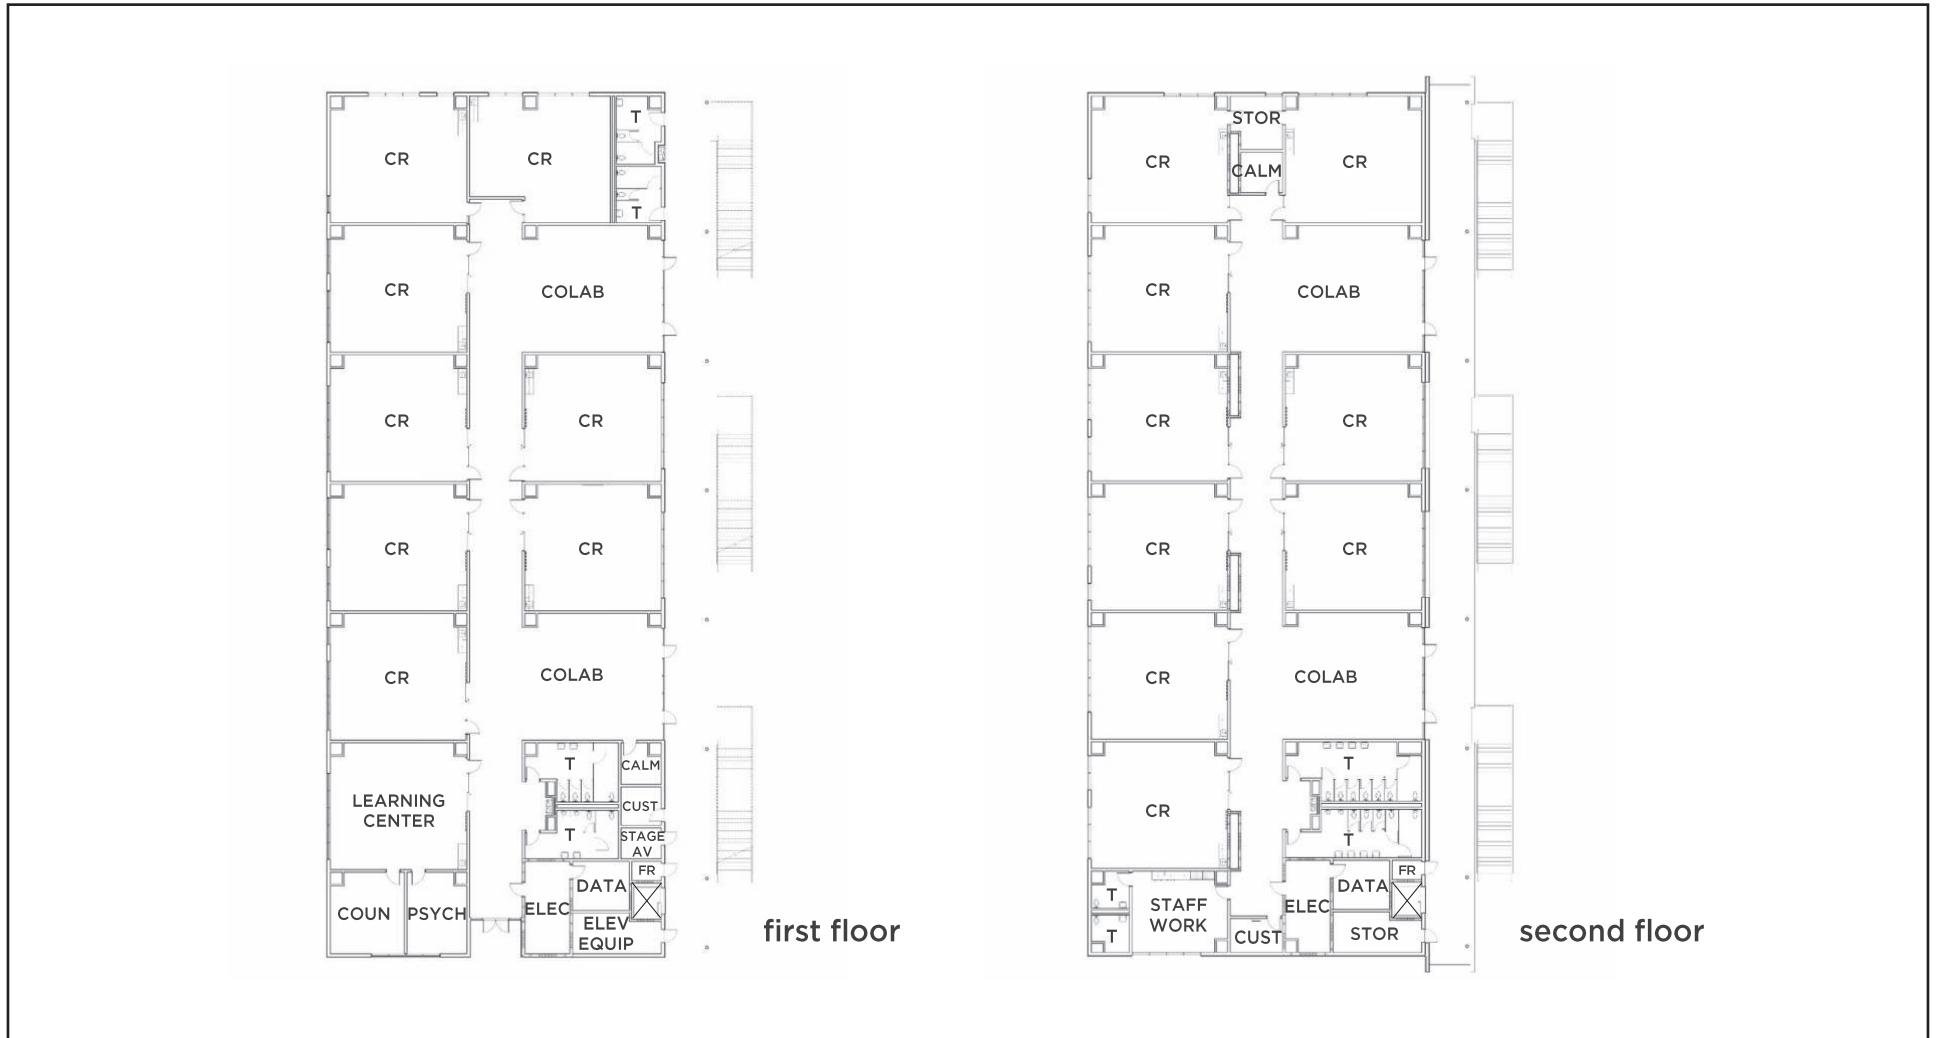 T
CR
CR
T
CR
COLAB
CR
CR
CR
CR
CR
COLAB
T
CALM
LEARNING
CENTER
CUST
T
STAGE
AV
FR
DATA
COUN
PSYCH
ELEC
ELEV
EQUIP
first floor
STOR
CR
CALM
CR
CR
COLAB
CR
CR
CR
CR
CR
COLAB
T
CR
T
FR
DATA
T
STAFF
WORK
ELEC
T
CUST
STOR
second floor